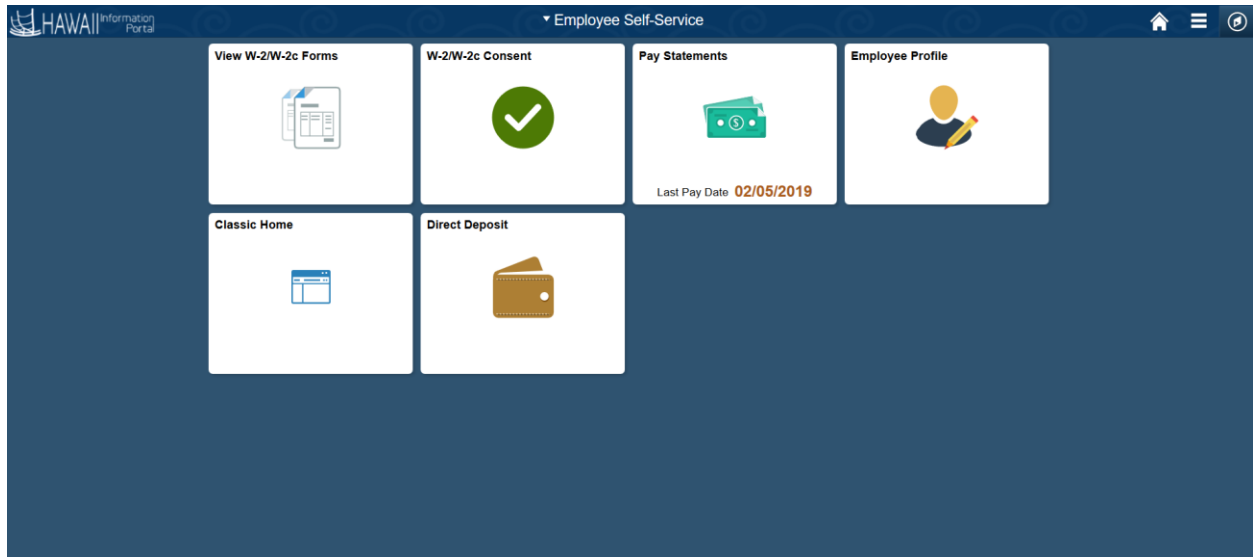 HAWAII Information
Portal
Employee Self-Service
View W-2/W-2c Forms
W-2/W-2c Consent
Pay Statements
Last Pay Date 02/05/2019
Employee Profile
Classic Home
Direct Deposit